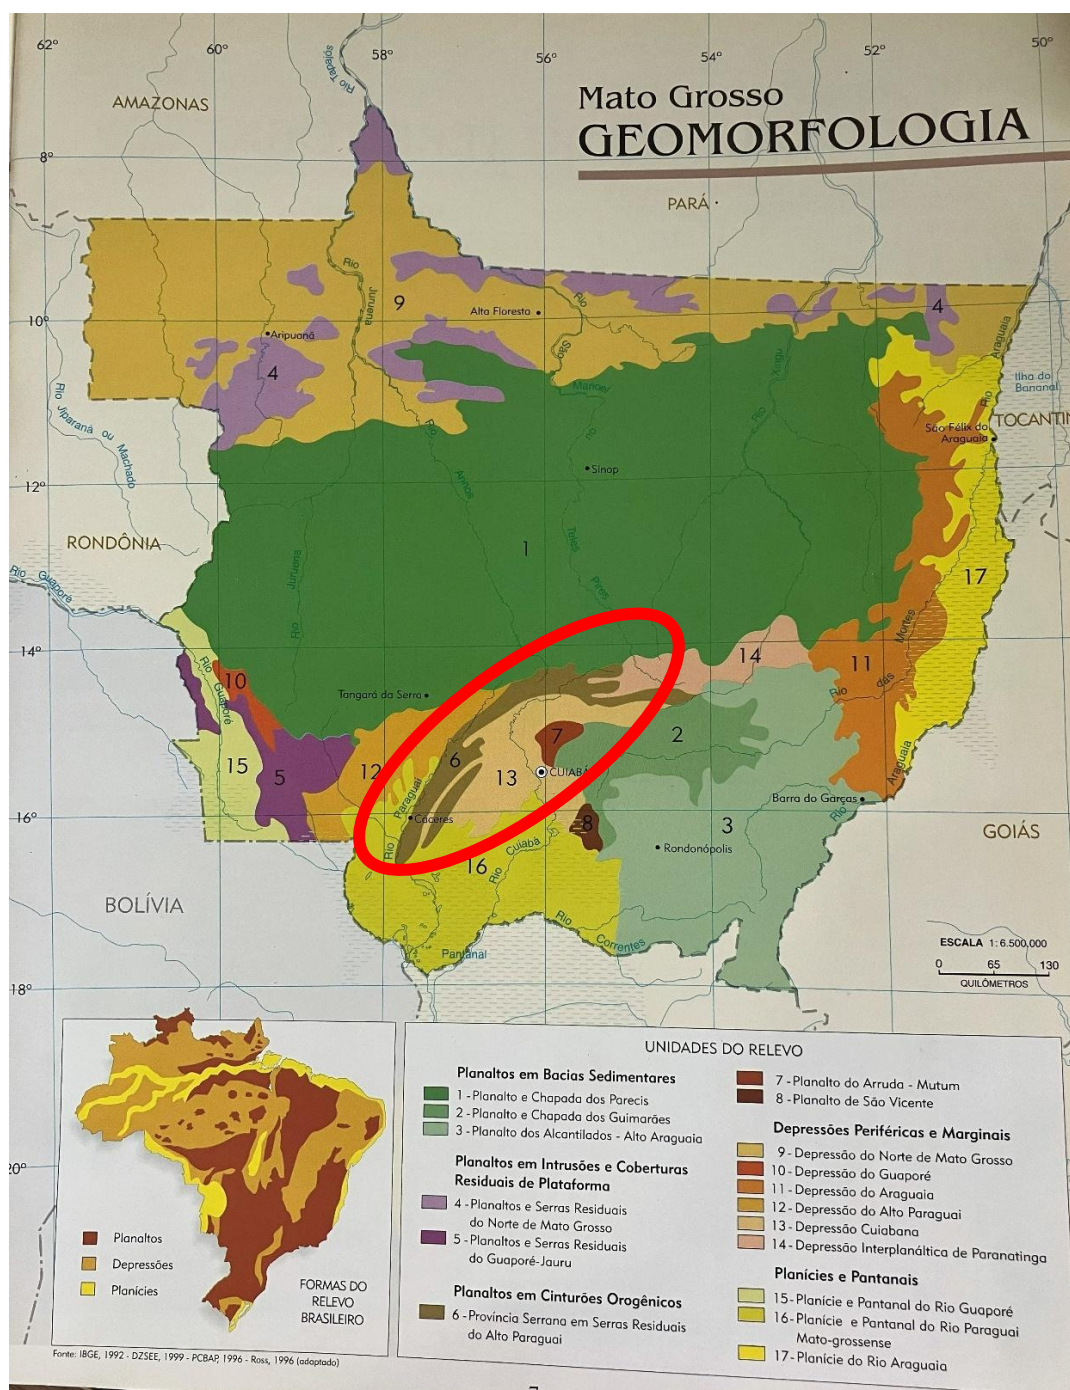 62°
60°
58°
56°
54°
52°
50°
Rio Tapajós
AMAZONAS
Mato Grosso
GEOMORFOLOGIA
8°
PARÁ
Rio
Juruena
9
Alta Floresta
Rio
São
Manoel
4
10°
Aripuanã
4
Xingu
Rio
Araguaia
Rio
Ilha do
Bananal
Rio Jiparaná ou Machado
Rio
Arinos
São Félix do
Araguaia
TOCANTIN
Sinop
12°
RONDÔNIA
1
Teles
Pires
Juruena
Rio
17
Rio Guaporé
Mortes
das
Rio
14°
14
11
Rio
Guaporé
10
Tangará da Serra
7
2
15
5
12
6
13
CUIABÁ
Paraguai
Rio
Araguaia
Barra do Garças
Rio
16°
Cáceres
8
3
GOIÁS
Rondonópolis
Cuiabá
Rio
16
BOLÍVIA
Rio
Correntes
Pantanal
ESCALA 1:6.500,000
0 65 130
QUILÔMETROS
18°
20°
Planaltos
Depressões
Planícies
FORMAS DO
RELEVO
BRASILEIRO
UNIDADES DO RELEVO
Planaltos em Bacias Sedimentares
1-Planalto e Chapada dos Parecis
2-Planalto e Chapada dos Guimarães
3-Planalto dos Alcantilados - Alto Araguaia
Planaltos em Intrusões e Coberturas
Residuais de Plataforma
4-Planaltos e Serras Residuais
do Norte de Mato Grosso
5-Planaltos e Serras Residuais
do Guaporé-Jauru
Planaltos em Cinturões Orogênicos
6-Província Serrana em Serras Residuais
do Alto Paraguai
7-Planalto do Arruda - Mutum
8-Planalto de São Vicente
Depressões Periféricas e Marginais
9-Depressão do Norte de Mato Grosso
10-Depressão do Guaporé
11-Depressão do Araguaia
12-Depressão do Alto Paraguai
13-Depressão Cuiabana
14-Depressão Interplanáltica de Paranatinga
Planícies e Pantanais
15-Planície e Pantanal do Rio Guaporé
16-Planície e Pantanal do Rio Paraguai
Mato-grossense
17-Planície do Rio Araguaia
Fonte: IBGE, 1992 - DZSEE, 1999 - PCBAP, 1996 - Ross, 1996 (adaptado)